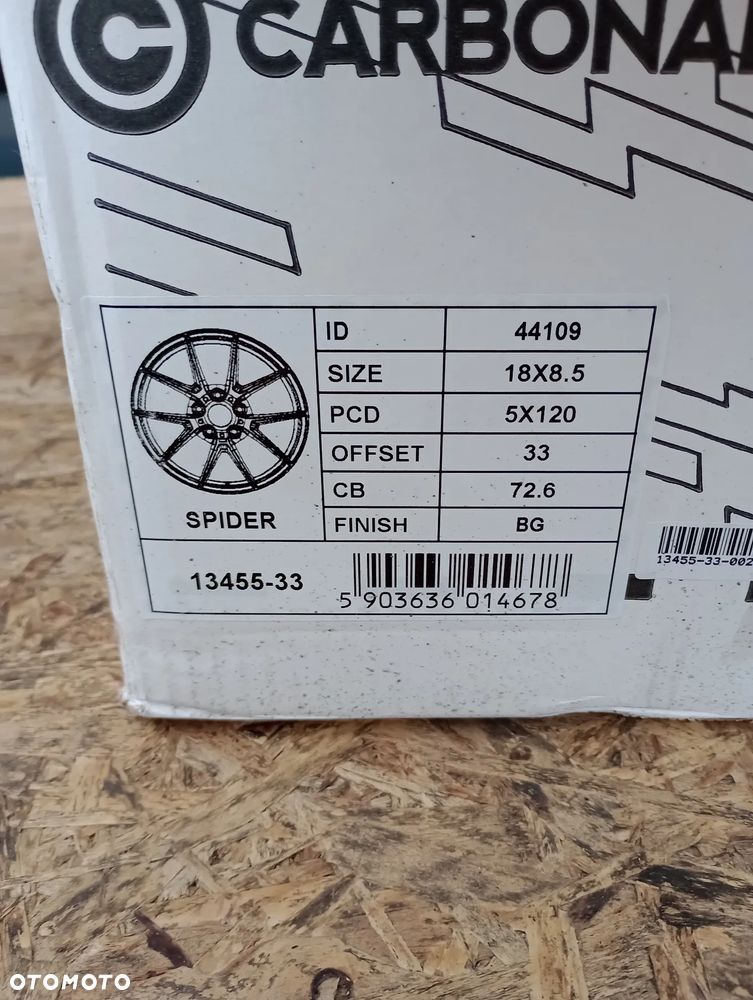 C CARBONA
ID 44109
SIZE 18X8.5
PCD 5X120
OFFSET 33
CB 72.6
SPIDER FINISH BG
13455-33
5 903636 014678
13455-33-002
OTOMOTO